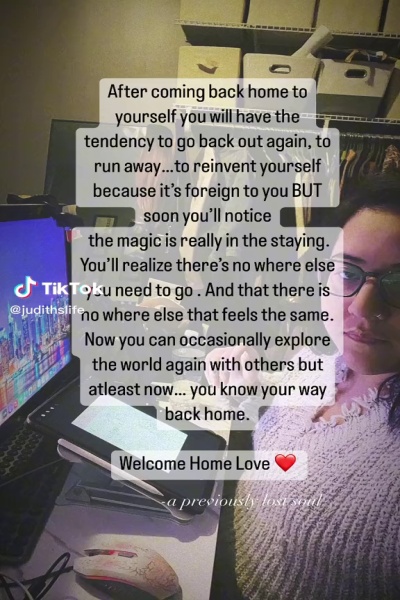 After coming back home to
yourself you will have the
tendency to go back out again, to
run away...to reinvent yourself
because it's foreign to you BUT
soon you'll notice
the magic is really in the staying.
You'll realize there's no where else
you need to go . And that there is
no where else that feels the same.
Now you can occasionally explore
the world again with others but
atleast now... you know your way
back home.
Welcome Home Love ❤️
-a previously lost soul
TikTok
@judithslife